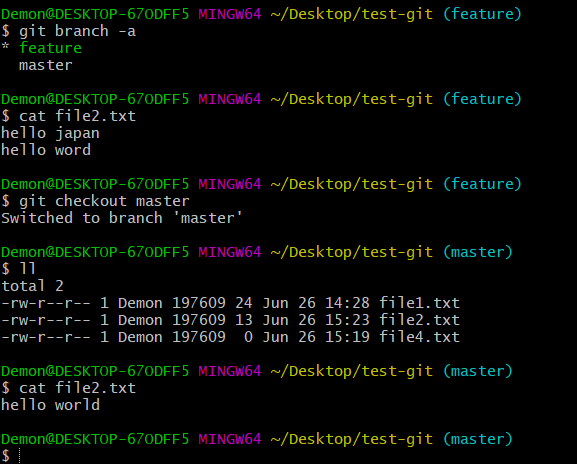 Demon@DESKTOP-67ODFF5 MINGW64 ~/Desktop/test-git (feature)
$ git branch -a
* feature
  master
Demon@DESKTOP-67ODFF5 MINGW64 ~/Desktop/test-git (feature)
$ cat file2.txt
hello japan
hello word
Demon@DESKTOP-67ODFF5 MINGW64 ~/Desktop/test-git (feature)
$ git checkout master
Switched to branch 'master'
Demon@DESKTOP-67ODFF5 MINGW64 ~/Desktop/test-git (master)
$ ll
total 2
-rw-r--r-- 1 Demon 197609 24 Jun 26 14:28 file1.txt
-rw-r--r-- 1 Demon 197609 13 Jun 26 15:23 file2.txt
-rw-r--r-- 1 Demon 197609  0 Jun 26 15:19 file4.txt
Demon@DESKTOP-67ODFF5 MINGW64 ~/Desktop/test-git (master)
$ cat file2.txt
hello world
Demon@DESKTOP-67ODFF5 MINGW64 ~/Desktop/test-git (master)
$